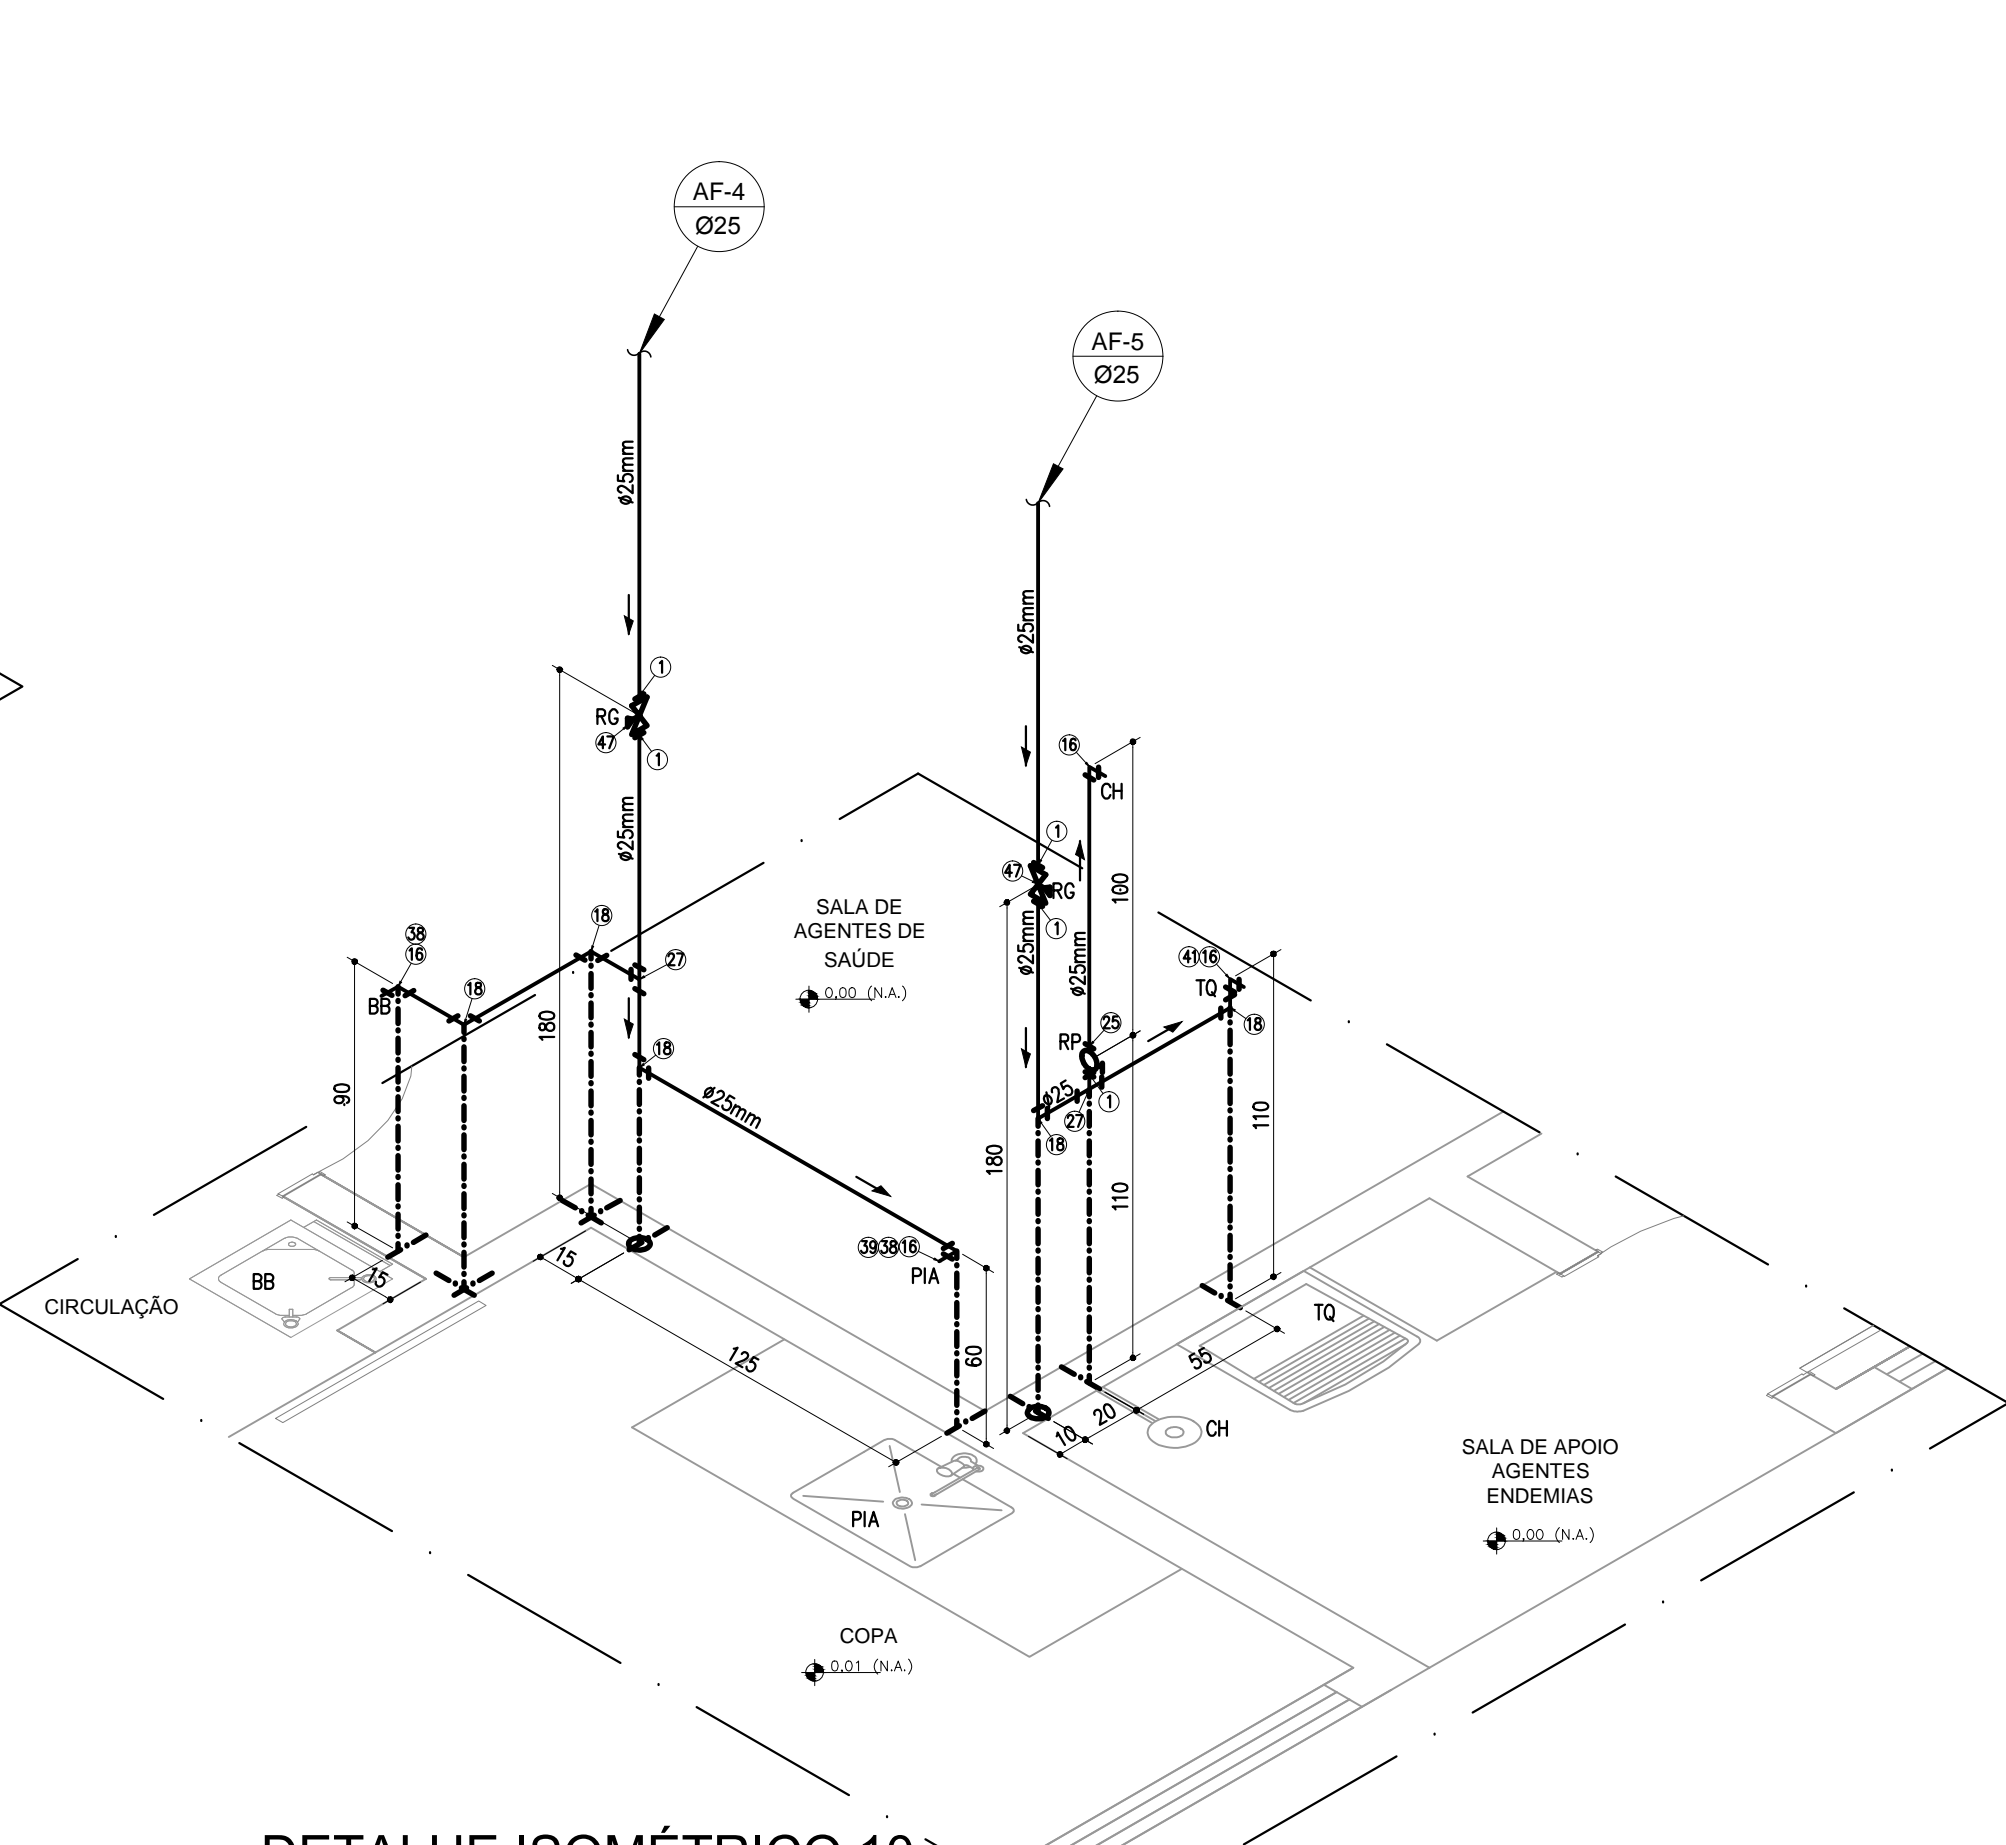 AF-4
Ø25
AF-5
Ø25
ø25mm
ø25mm
1
RG
47
1
16
CH
1
47
RG
1
ø25mm
100
ø25mm
ø25mm
SALA DE
AGENTES DE
SAÚDE
0,00 (N.A.)
38
16
BB
18
18
27
41 16
TQ
18
180
90
18
25
RP
ø25mm
ø25
1
27
18
110
180
110
39 38 16
PIA
60
15
15
BB
CIRCULAÇÃO
125
TQ
55
20
10
CH
PIA
SALA DE APOIO
AGENTES
ENDEMIAS
0,00 (N.A.)
COPA
0,01 (N.A.)
DETALHE ISOMÉTRICO 10